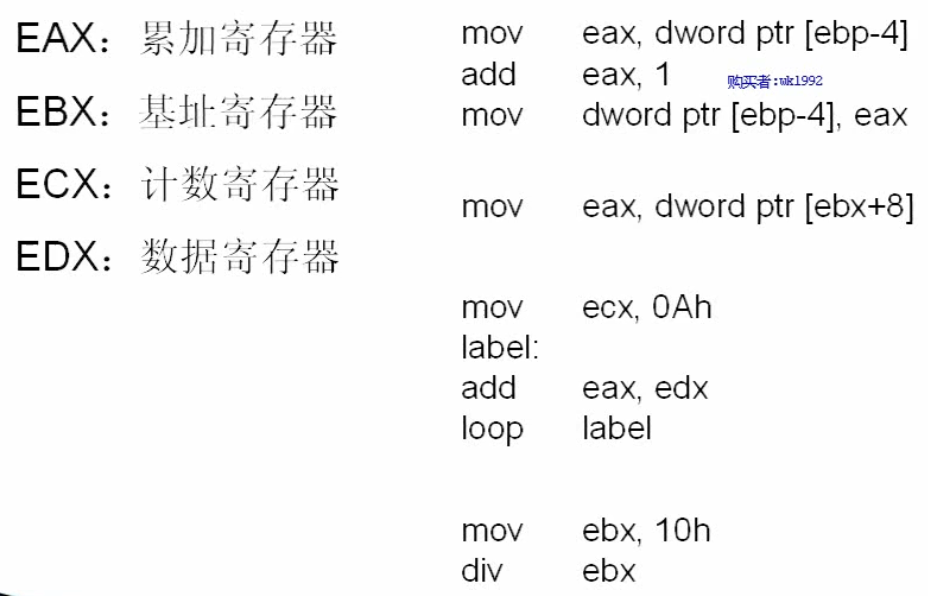 EAX：累加寄存器
EBX：基址寄存器
ECX：计数寄存器
EDX：数据寄存器
mov eax, dword ptr [ebp-4]
add eax, 1
购买者:wk1992
mov dword ptr [ebp-4], eax
mov eax, dword ptr [ebx+8]
mov ecx, 0Ah
label:
add eax, edx
loop label
mov ebx, 10h
div ebx